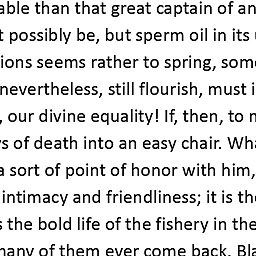 able than that great captain of an
possibly be, but sperm oil in its
ions seems rather to spring, som
nevertheless, still flourish, must i
, our divine equality! If, then, to
s of death into an easy chair. Wh
a sort of point of honor with him,
intimacy and friendliness; it is the
the bold life of the fishery in the
many of them ever come back. Bla